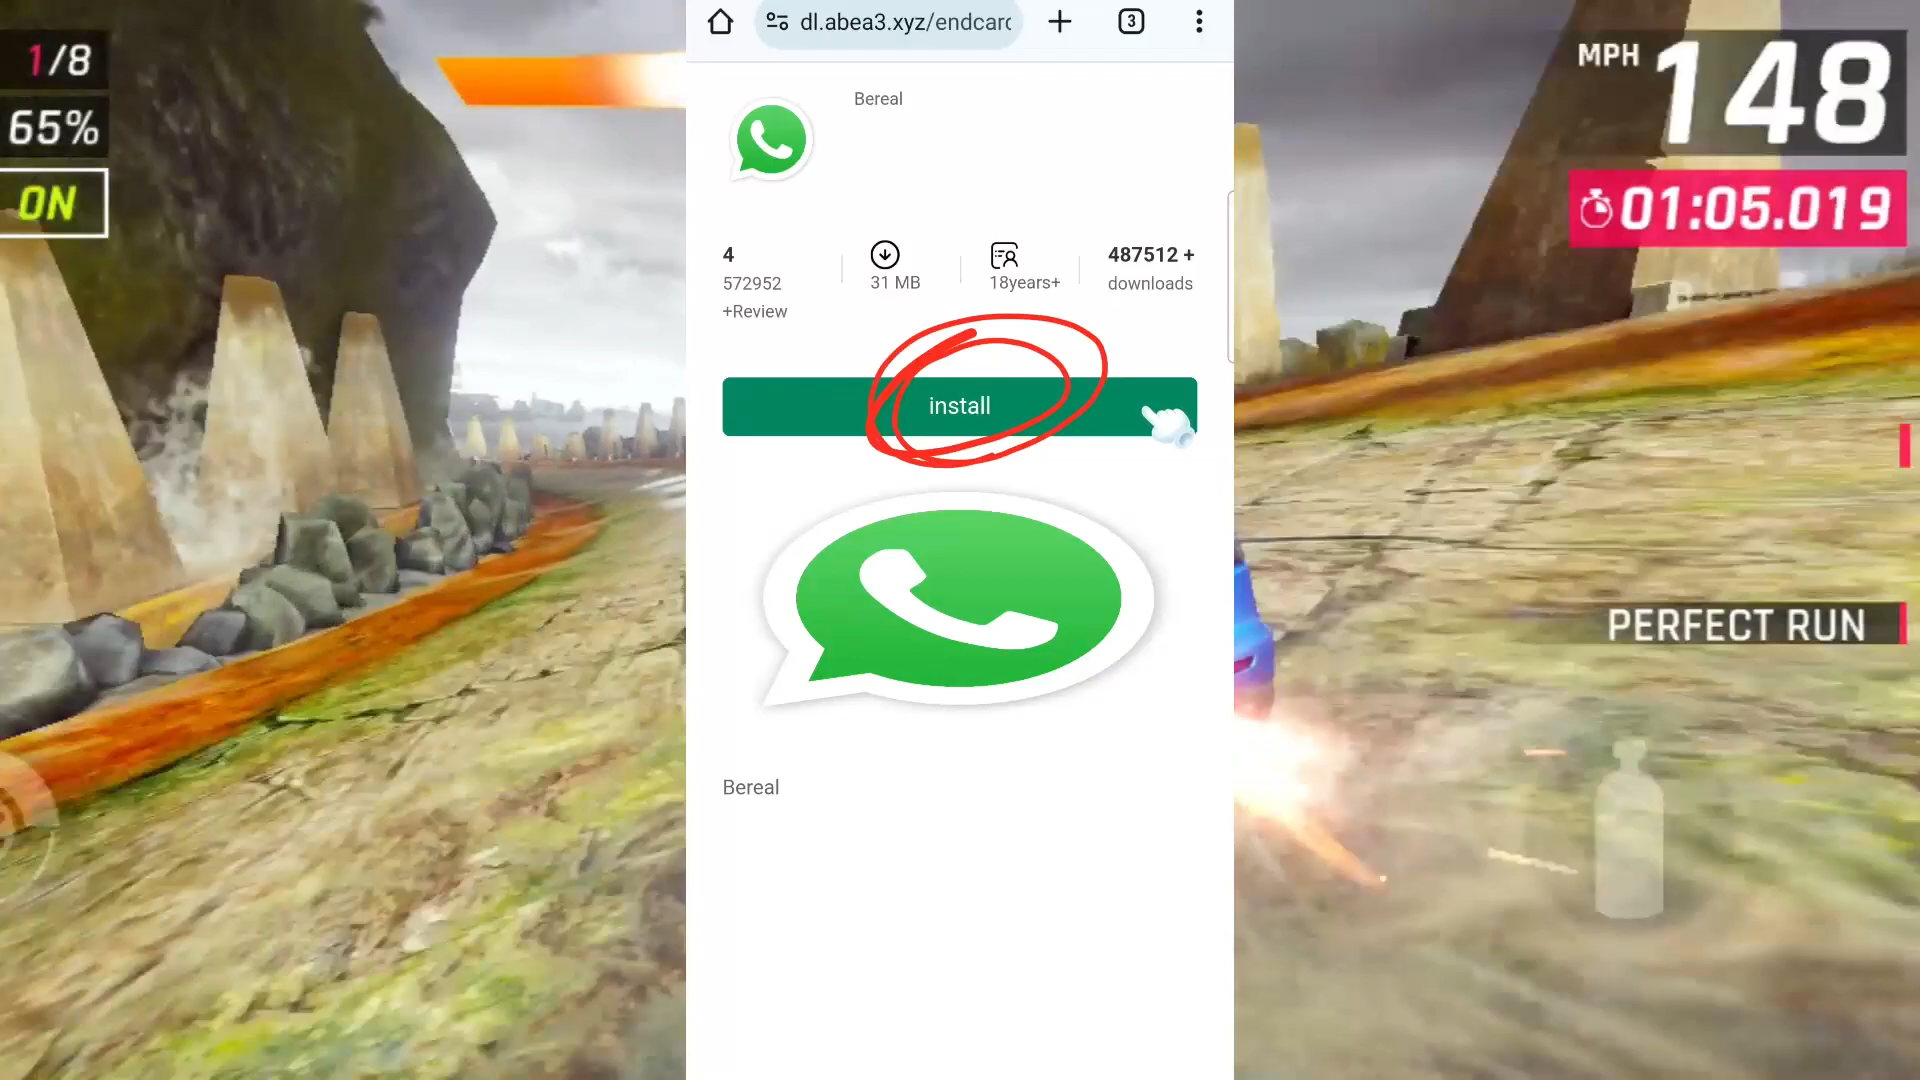 1/8
65%
ON
3
dl.abea3.xyz/endcard
Bereal
4
572952
+Review
31 MB
18years+
487512 +
downloads
install
Bereal
MPH 148
01:05.019
PERFECT RUN